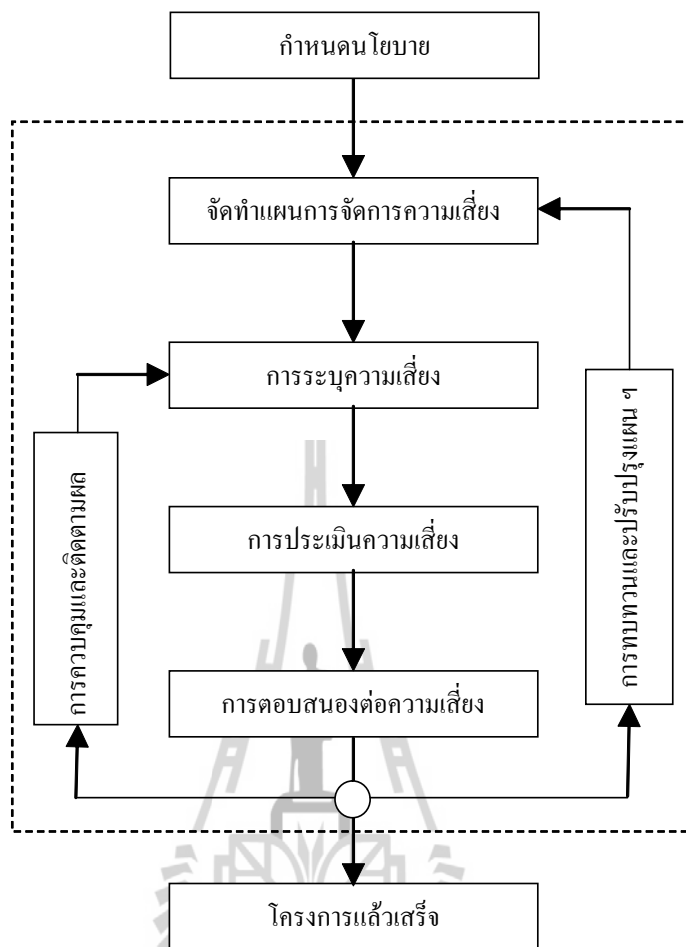 กำหนดนโยบาย
จัดทำแผนการจัดการความเสี่ยง
การระบุความเสี่ยง
การควบคุมและติดตามผล
การทบทวนและปรับปรุงแผน ฯ
การประเมินความเสี่ยง
การตอบสนองต่อความเสี่ยง
โครงการแล้วเสร็จ